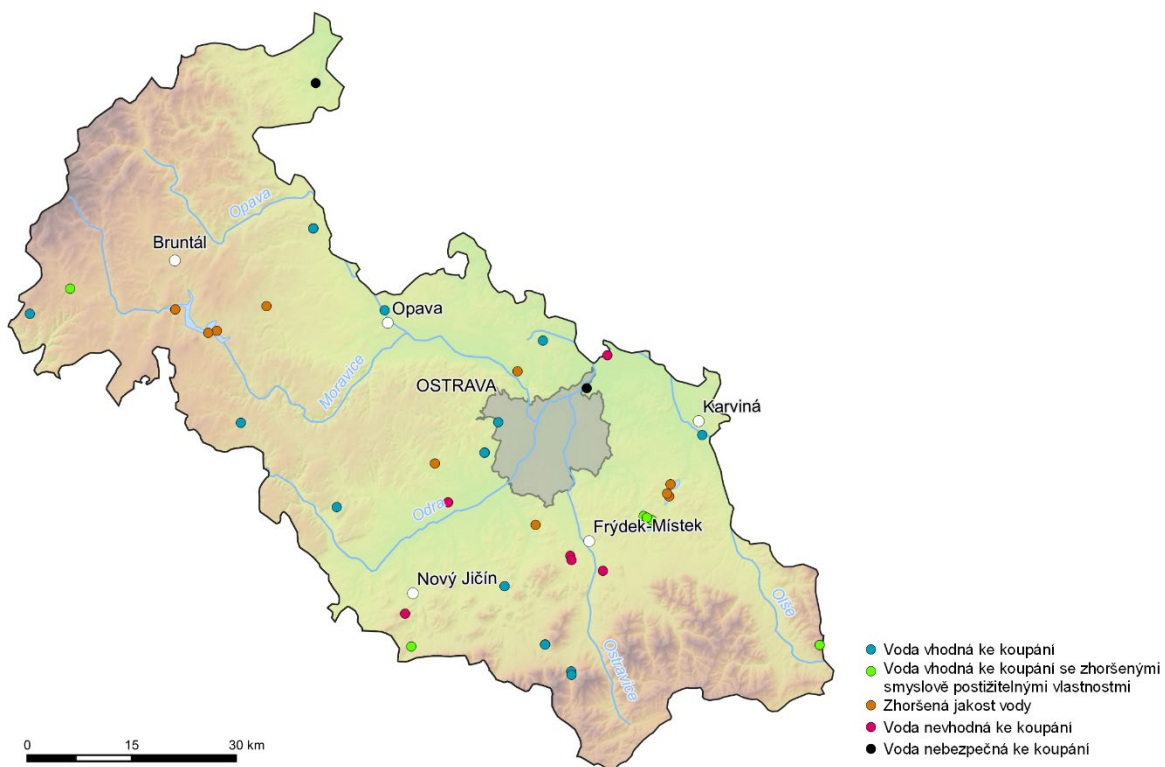 Opava
Bruntál
Opava
Moravice
OSTRAVA
Karviná
Odra
Frýdek-Místek
Nový Jičín
Olše
Ostravice
Voda vhodná ke koupání
Voda vhodná ke koupání se zhoršenými
smyslově postižitelnými vlastnostmi
Zhoršená jakost vody
Voda nevhodná ke koupání
Voda nebezpečná ke koupání
0 15 30 km